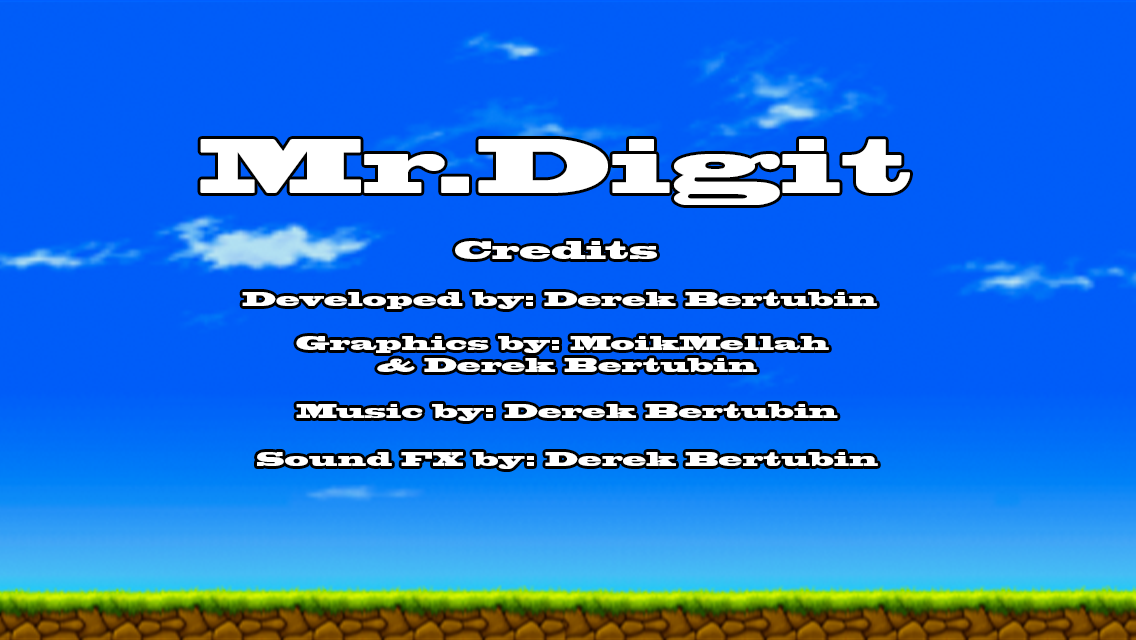 Mr.Digit
Credits
Developed by: Derek Bertubin
Graphics by: MoikMellah
& Derek Bertubin
Music by: Derek Bertubin
Sound FX by: Derek Bertubin